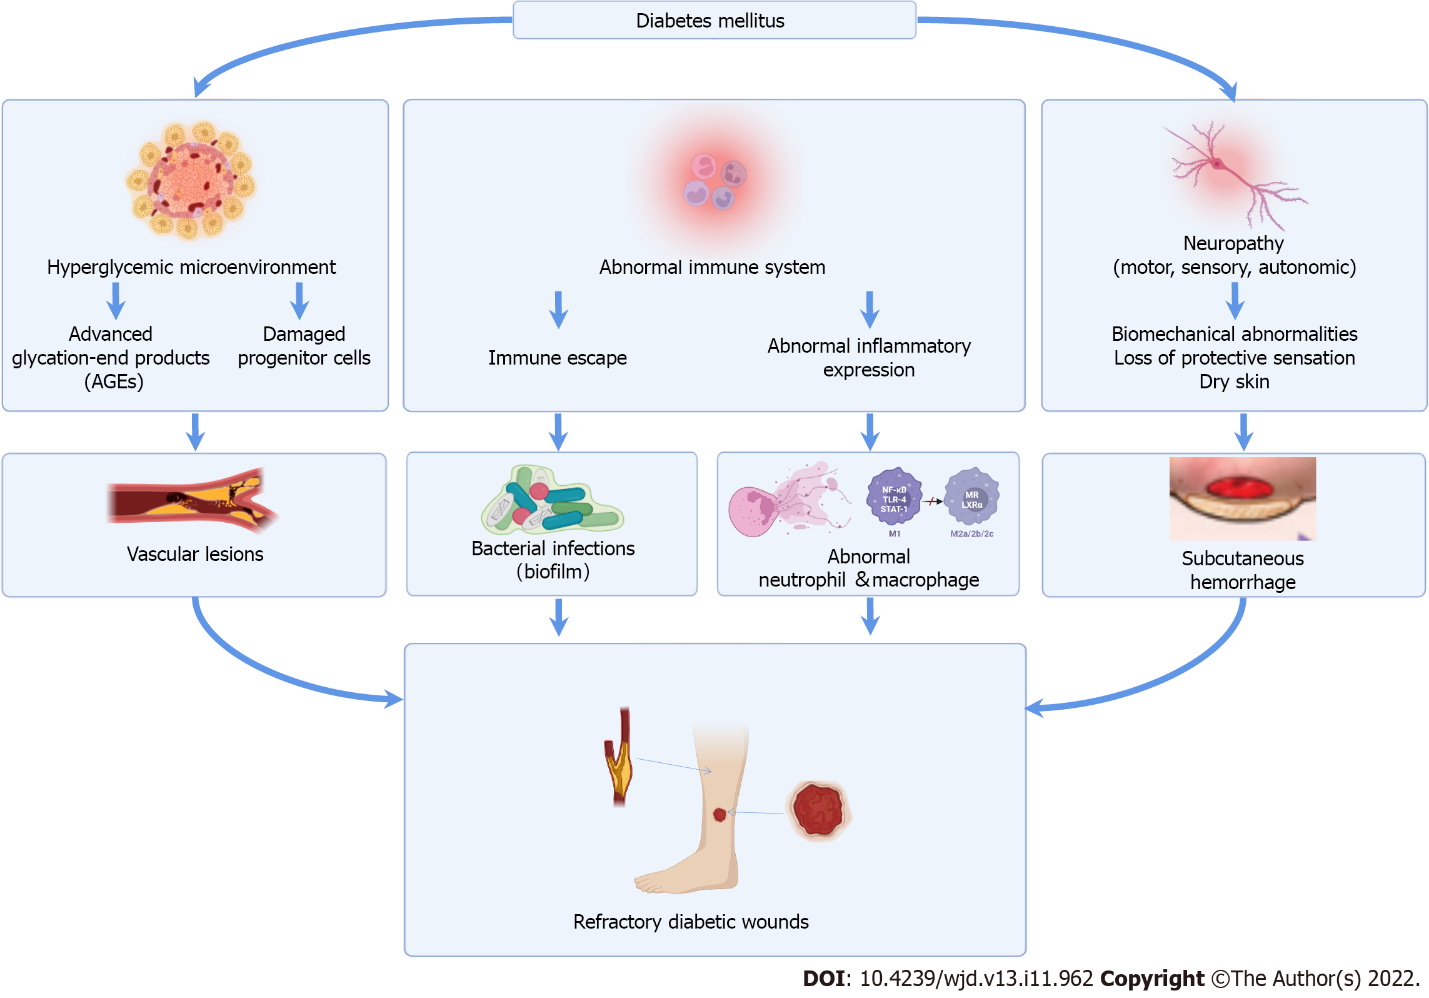 Diabetes mellitus
Hyperglycemic microenvironment
Advanced
glycation-end products
(AGEs)
Damaged
progenitor cells
Abnormal immune system
Immune escape
Abnormal inflammatory
expression
Neuropathy
(motor, sensory, autonomic)
Biomechanical abnormalities
Loss of protective sensation
Dry skin
Vascular lesions
Bacterial infections
(biofilm)
NF-κB
TLR-4
STAT-1
M1
MR
LXRα
M2a/2b/2c
Abnormal
neutrophil &macrophage
Subcutaneous
hemorrhage
Refractory diabetic wounds
DOI: 10.4239/wjd.v13.i11.962 Copyright ©The Author(s) 2022.